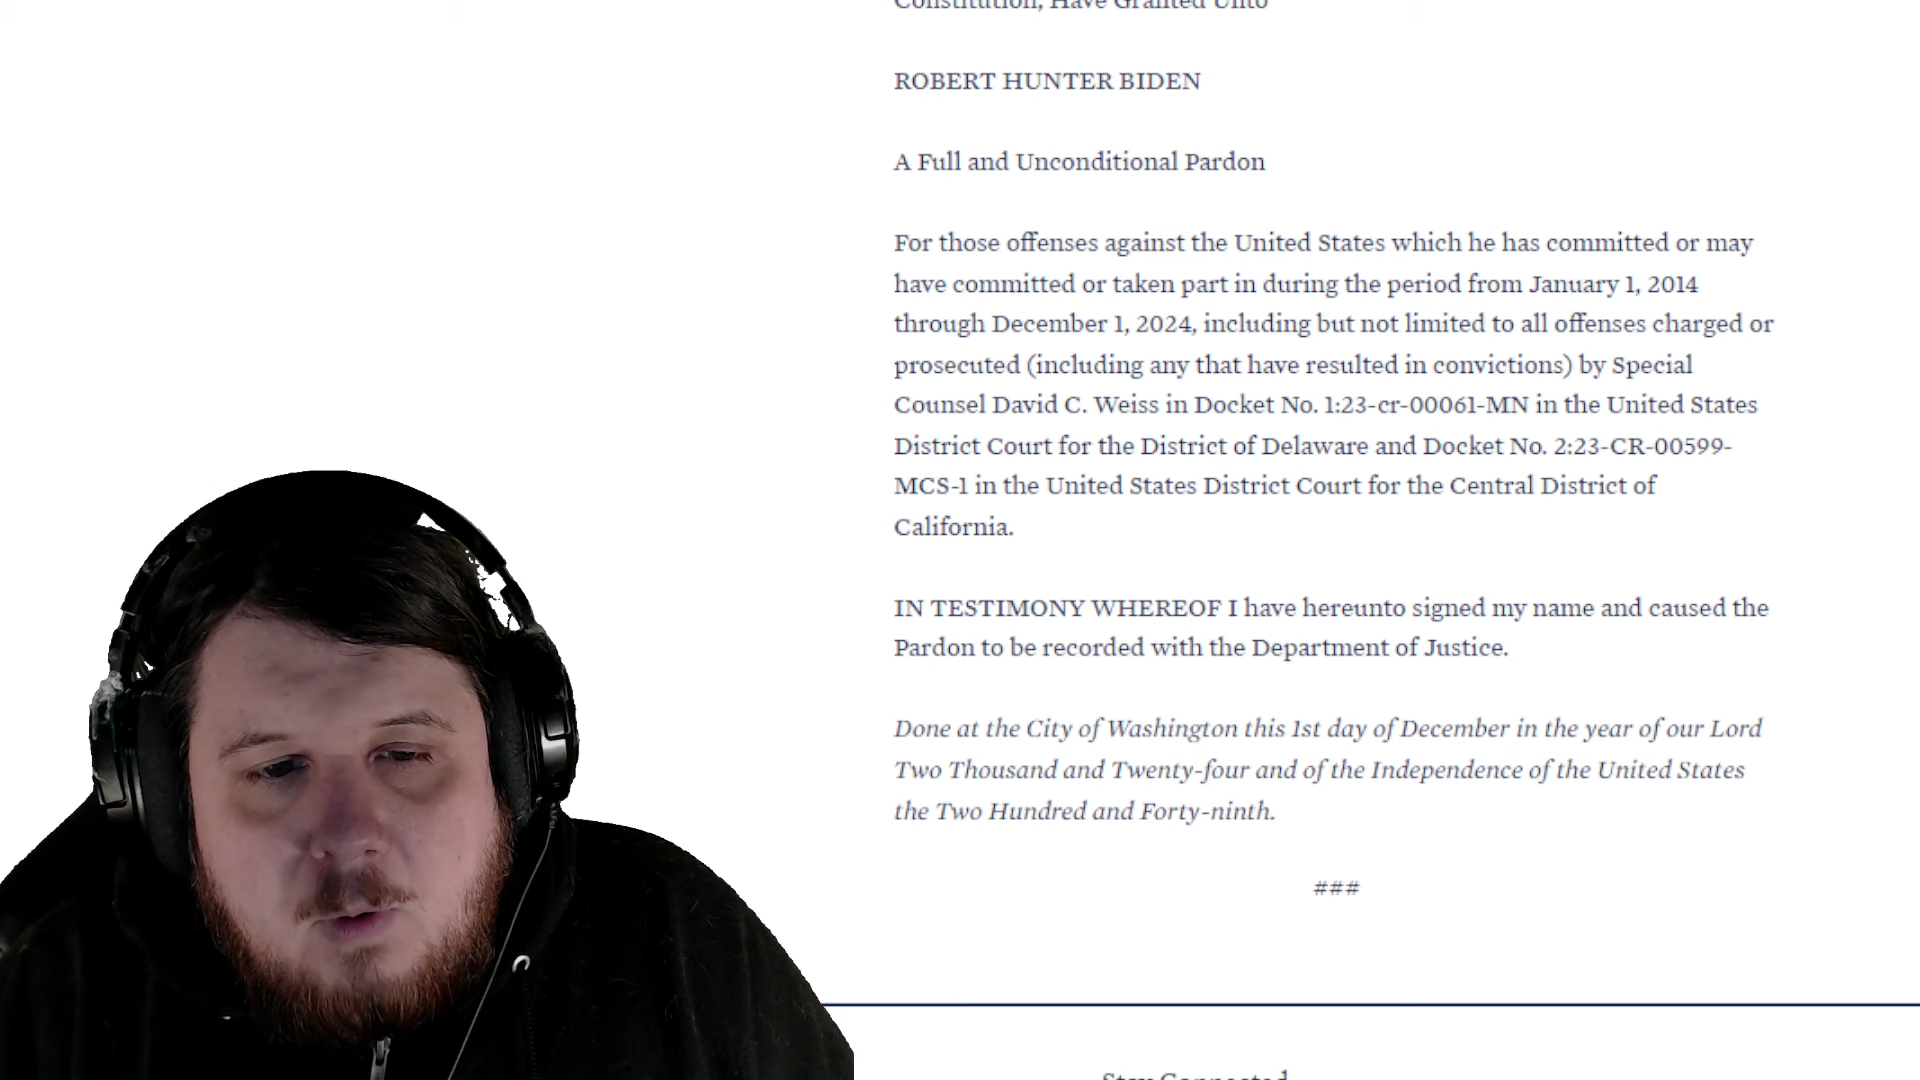 Constitution, Have Granted Unto
ROBERT HUNTER BIDEN
A Full and Unconditional Pardon
For those offenses against the United States which he has committed or may
have committed or taken part in during the period from January 1, 2014
through December 1, 2024, including but not limited to all offenses charged or
prosecuted (including any that have resulted in convictions) by Special
Counsel David C. Weiss in Docket No. 1:23-cr-00061-MN in the United States
District Court for the District of Delaware and Docket No. 2:23-CR-00599-
MCS-1 in the United States District Court for the Central District of
California.
IN TESTIMONY WHEREOF I have hereunto signed my name and caused the
Pardon to be recorded with the Department of Justice.
Done at the City of Washington this 1st day of December in the year of our Lord
Two Thousand and Twenty-four and of the Independence of the United States
the Two Hundred and Forty-ninth.
###
Stay Connected